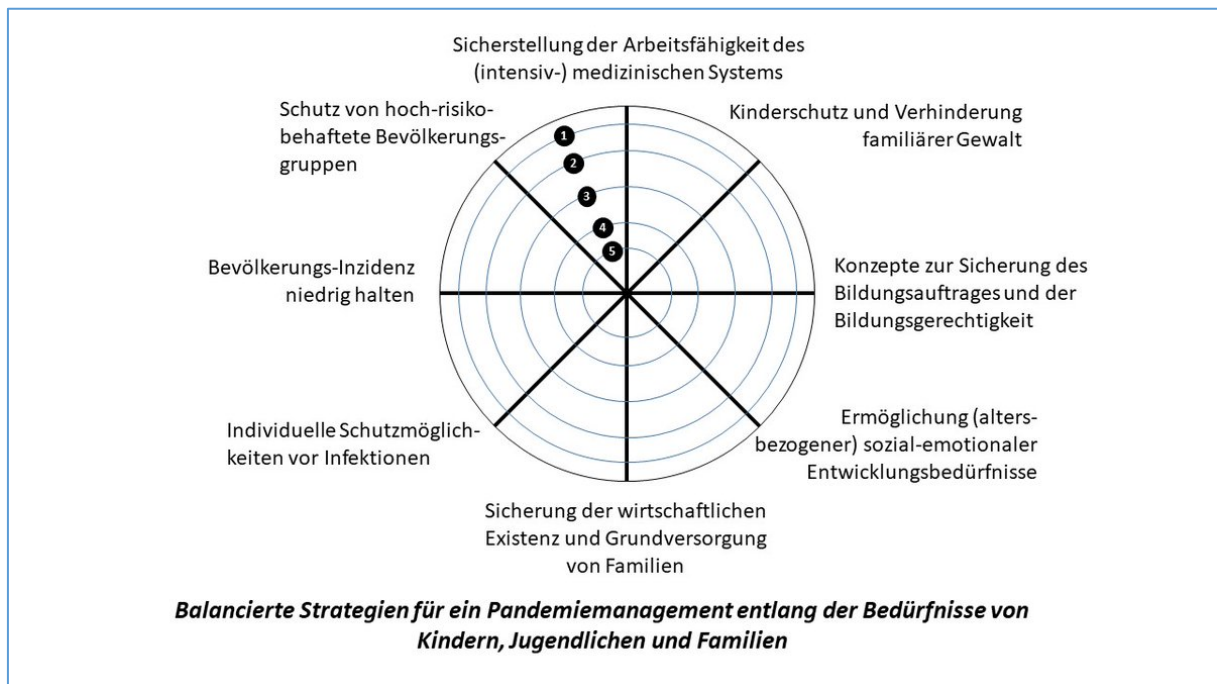 Sicherstellung der Arbeitsfähigkeit des
(intensiv-) medizinischen Systems
Schutz von hoch-risiko-
behaftete Bevölkerungs-
gruppen
Kinderschutz und Verhinderung
familiärer Gewalt
1
2
3
4
5
Bevölkerungs-Inzidenz
niedrig halten
Konzepte zur Sicherung des
Bildungsauftrages und der
Bildungsgerechtigkeit
Individuelle Schutzmöglich-
keiten vor Infektionen
Ermöglichung (alters-
bezogener) sozial-emotionaler
Entwicklungsbedürfnisse
Sicherung der wirtschaftlichen
Existenz und Grundversorgung
von Familien
Balancierte Strategien für ein Pandemiemanagement entlang der Bedürfnisse von
Kindern, Jugendlichen und Familien